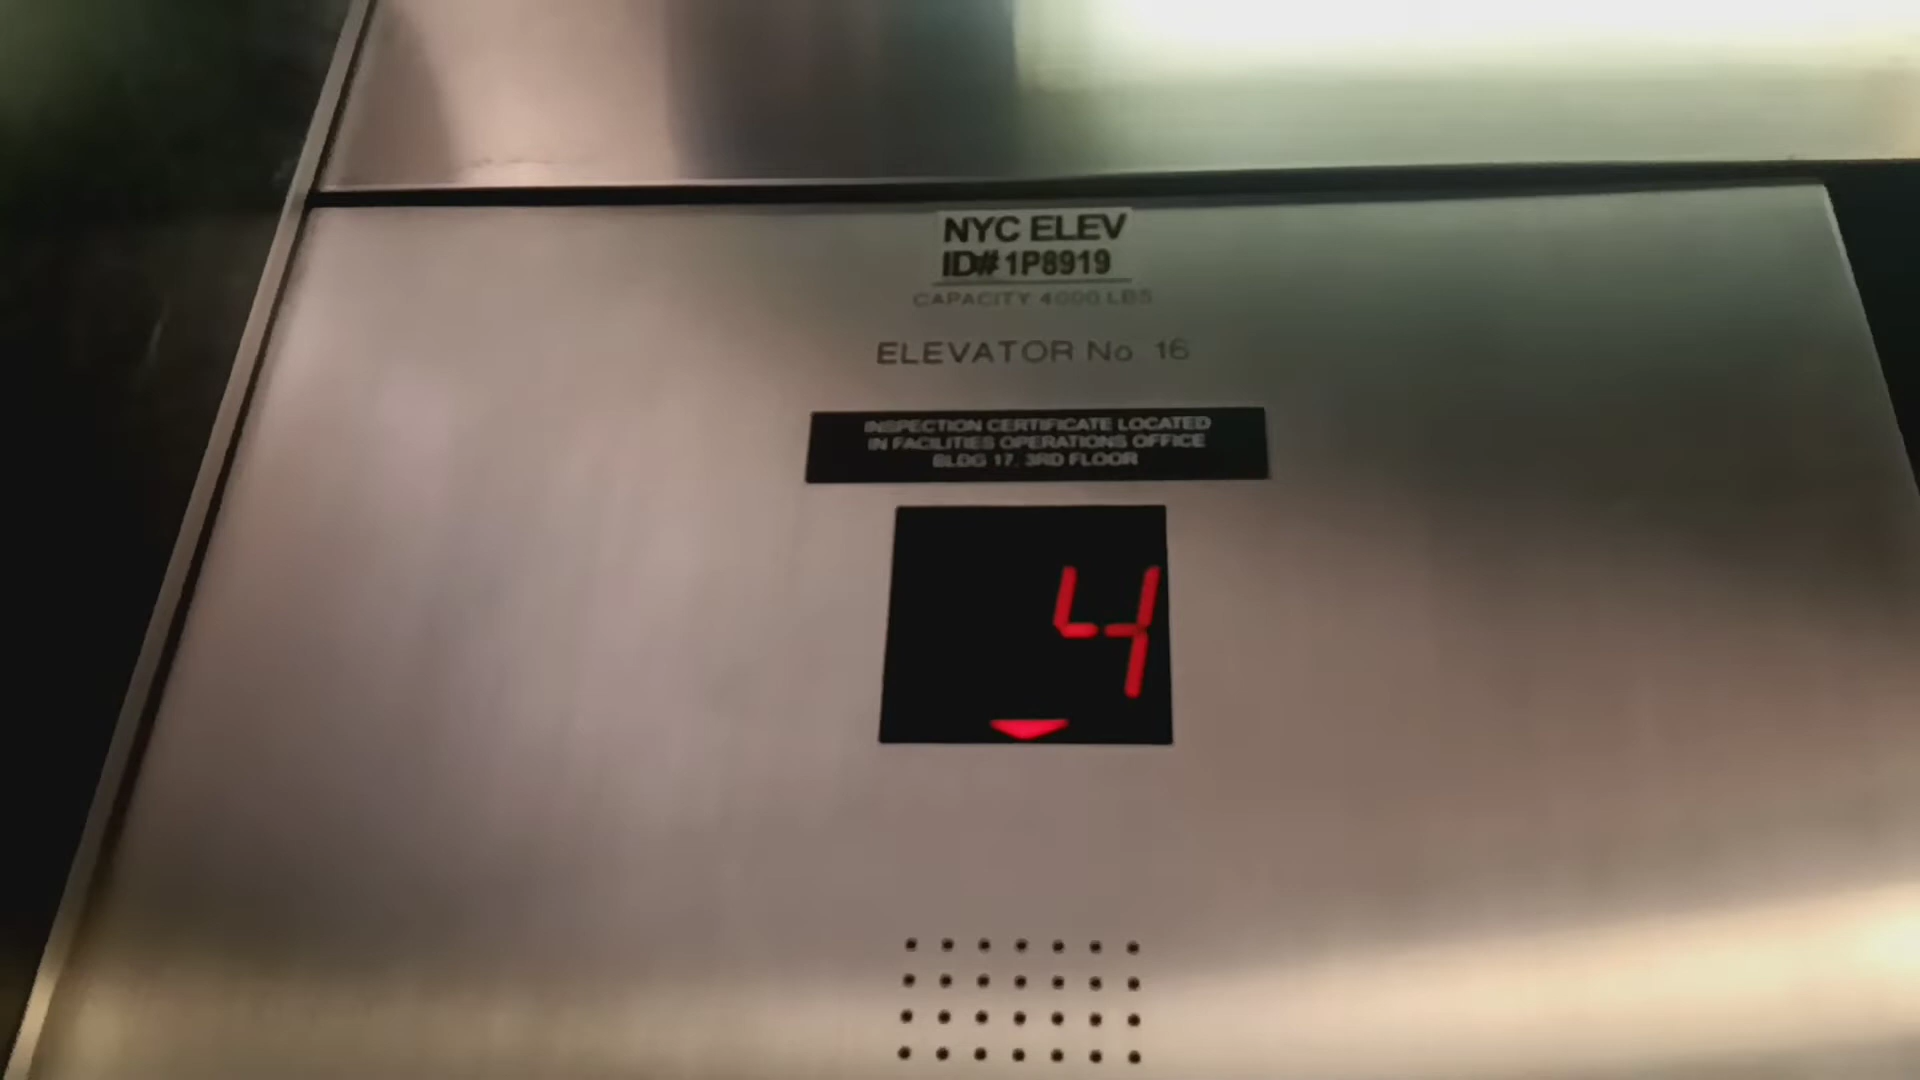 NYC ELEV
ID# 1P8919
CAPACITY 4000 LBS
ELEVATOR No 16
INSPECTION CERTIFICATE LOCATED
IN FACILITIES OPERATIONS OFFICE
BLDG 17, 3RD FLOOR
4